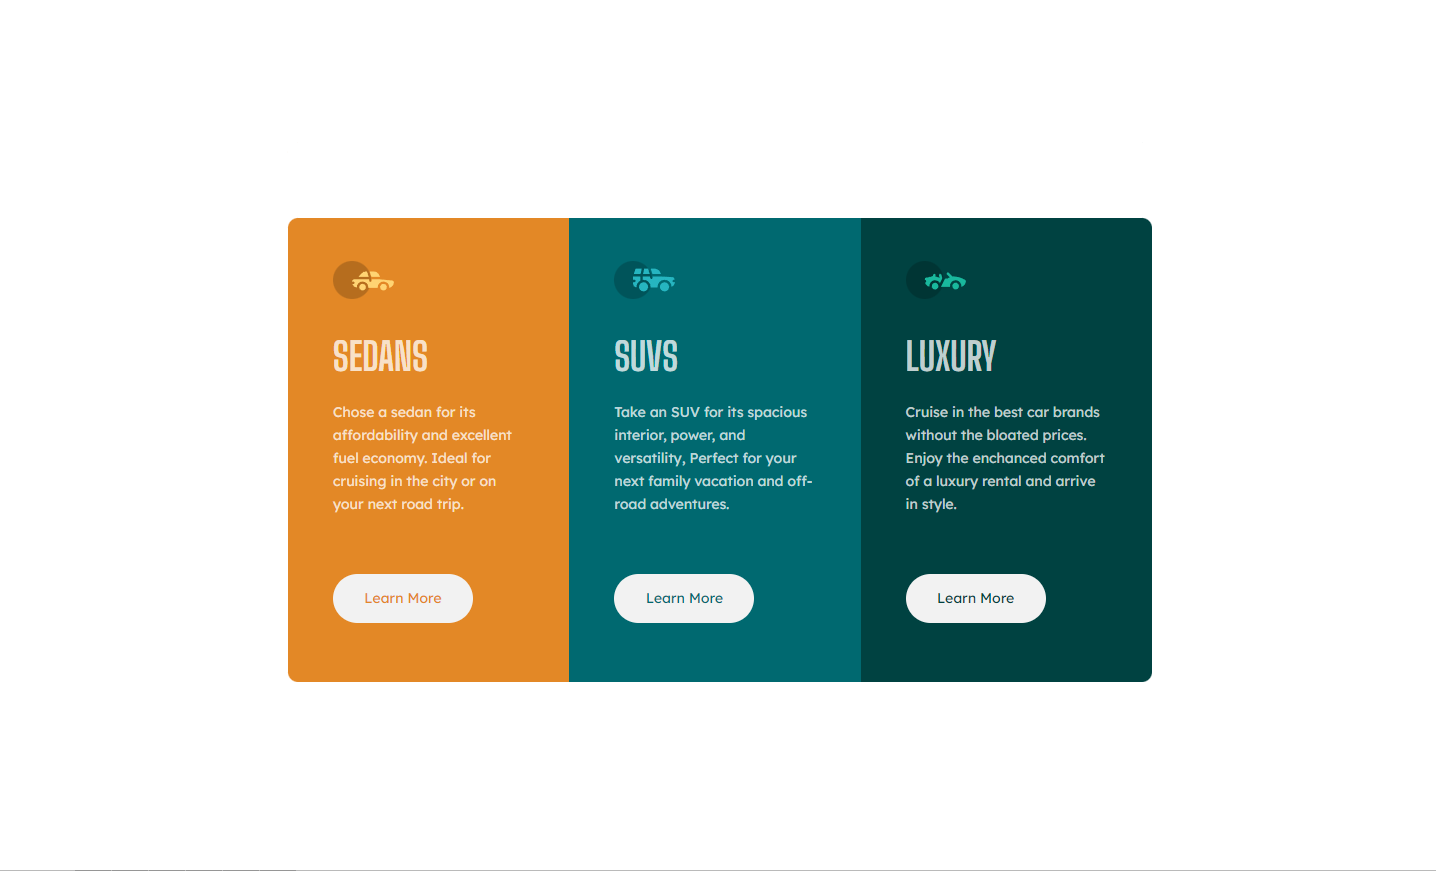 SEDANS
Chose a sedan for its
affordability and excellent
fuel economy. Ideal for
cruising in the city or on
your next road trip.
Learn More
SUVS
Take an SUV for its spacious
interior, power, and
versatility, Perfect for your
next family vacation and off-
road adventures.
Learn More
LUXURY
Cruise in the best car brands
without the bloated prices.
Enjoy the enchanced comfort
of a luxury rental and arrive
in style.
Learn More